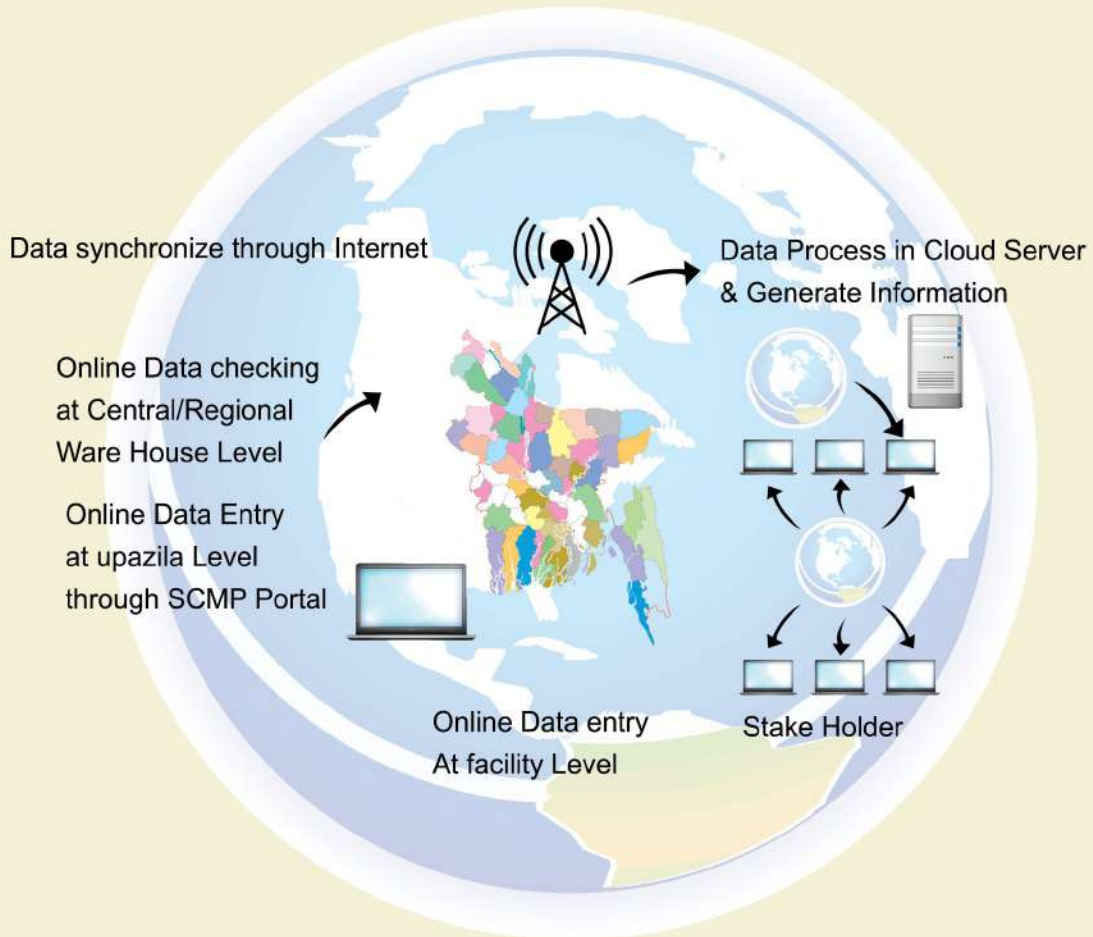 Data synchronize through Internet
Data Process in Cloud Server
& Generate Information
Online Data checking
at Central/Regional
Ware House Level
Online Data Entry
at upazila Level
through SCMP Portal
Online Data entry
At facility Level
Stake Holder